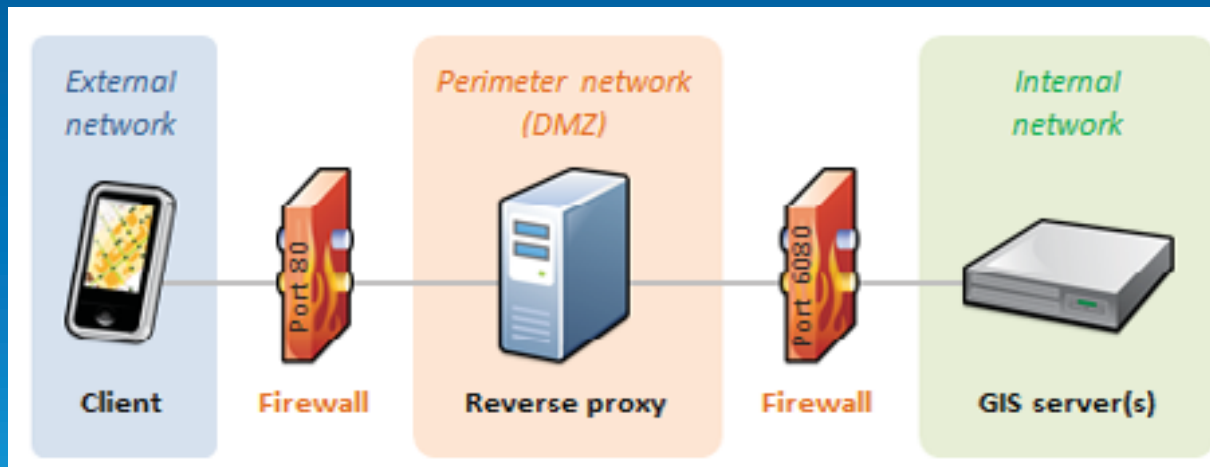 External
network
Perimeter network
(DMZ)
Internal
network
Port 80
Port 6080
Client
Firewall
Reverse proxy
Firewall
GIS server(s)